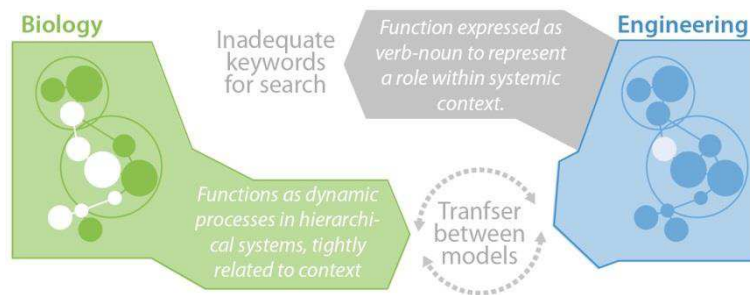 Biology
Inadequate
keywords
for search
Function expressed as
verb-noun to represent
a role within systemic
context.
Engineering
Functions as dynamic
processes in hierarchi-
cal systems, tightly
related to context
Tranfser
between
models